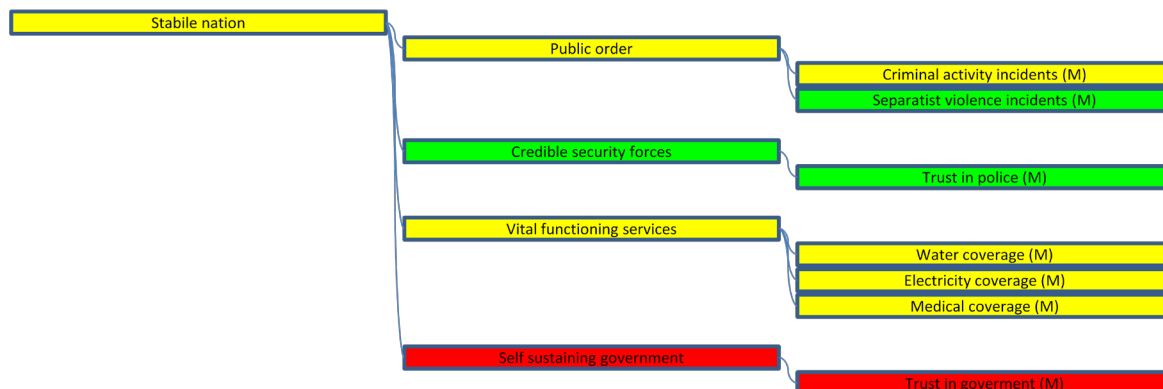 Stabile nation
Public order
Criminal activity incidents (M)
Separatist violence incidents (M)
Credible security forces
Trust in police (M)
Vital functioning services
Water coverage (M)
Electricity coverage (M)
Medical coverage (M)
Self sustaining government
Trust in goverment (M)